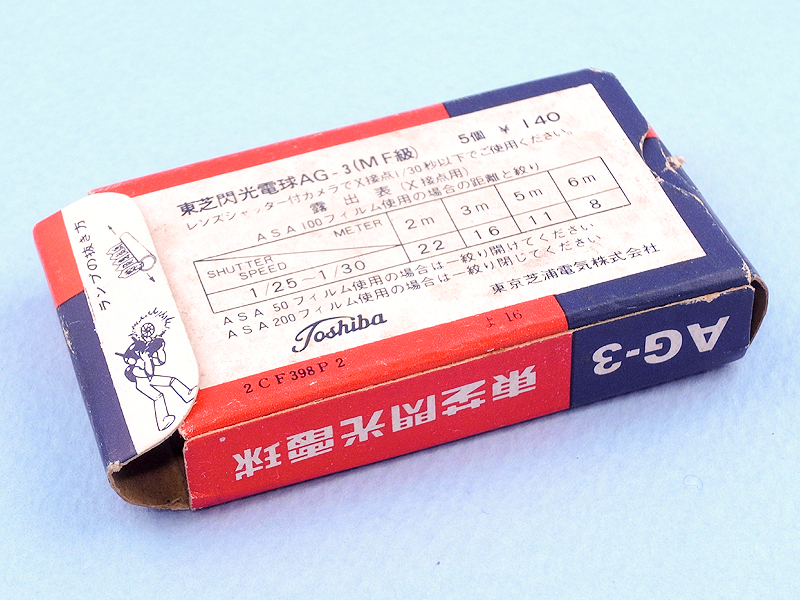 東芝閃光電球AG-3(MF級) 5個 ¥140
レンズシャッター付カメラでX接点1/30秒以下でご使用ください。
露出表(X接点用)
ASA100フィルム使用の場合の距離と絞り
METER 2m 3m 5m 6m
SHUTTER SPEED
1/25~1/30 22 16 11 8
ASA 50フィルム使用の場合は一絞り開けてください
ASA200フィルム使用の場合は一絞り閉じてください
Toshiba
東京芝浦電気株式会社
2CF398P2
よ16
ランプの抜き方
東芝閃光電球
AG-3